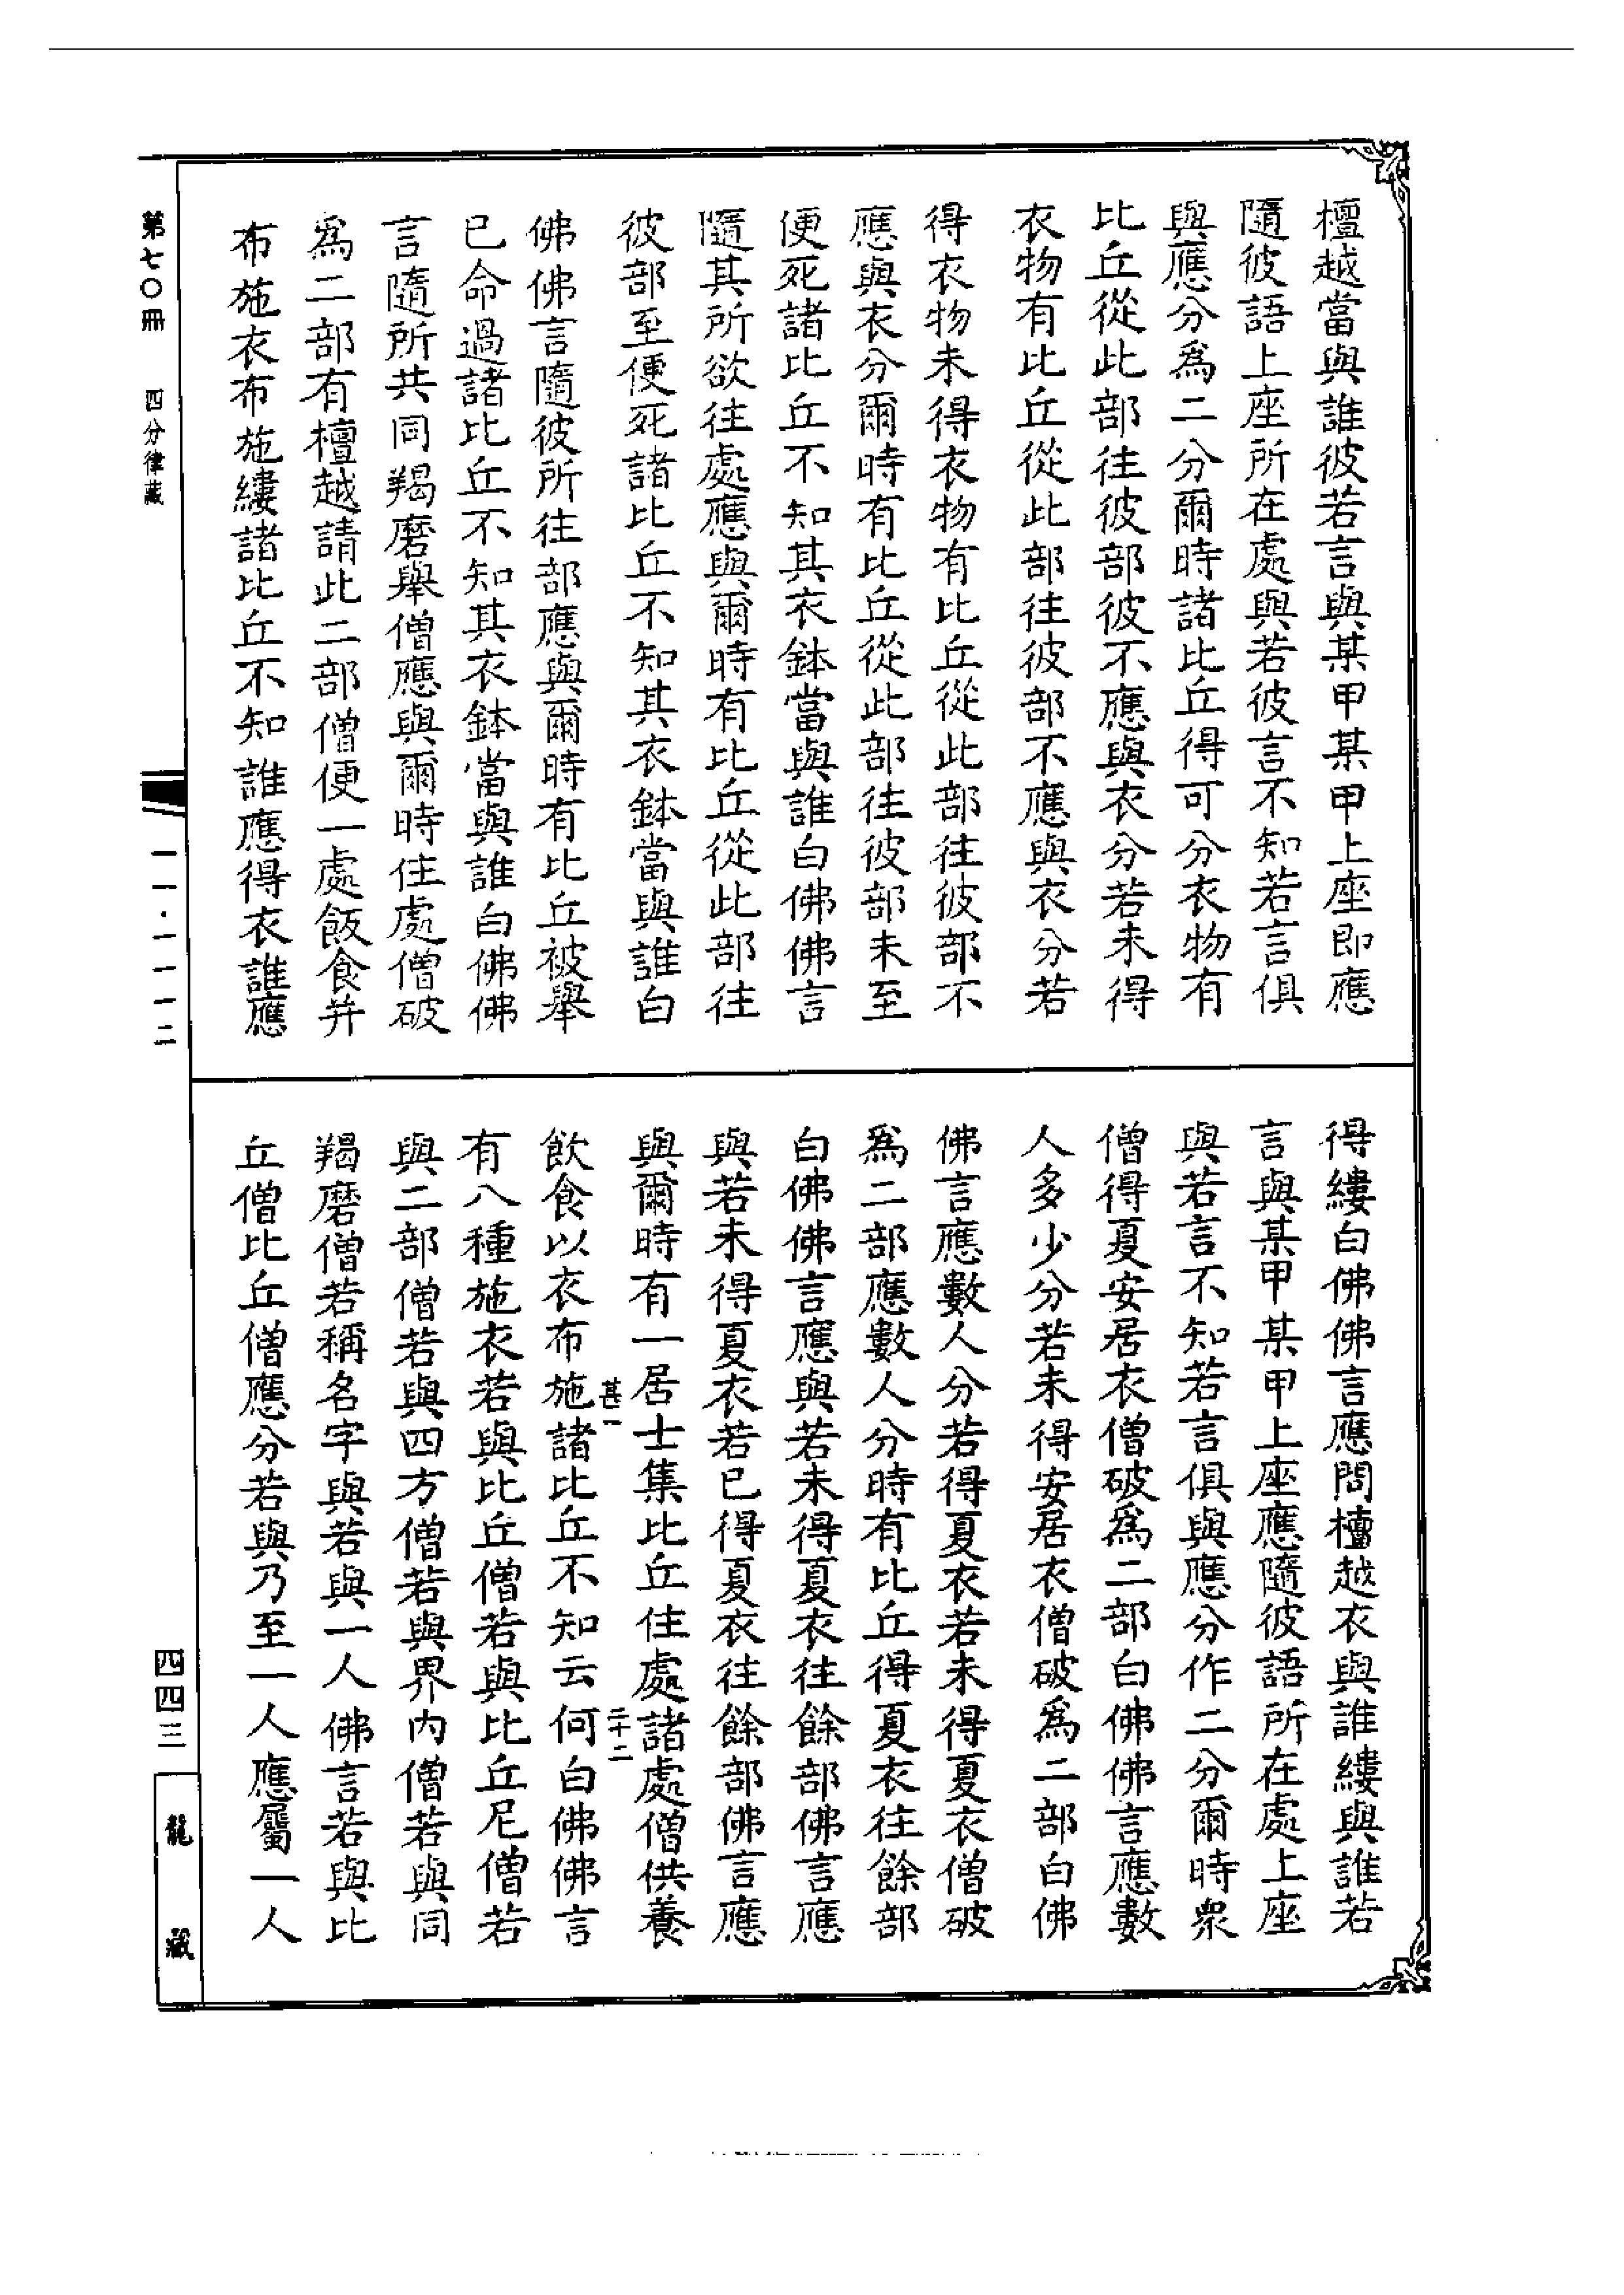 檀越當與誰彼若言與某甲某甲上座即應
隨彼語上座所在處與若彼言不知若言俱
與應分爲二分爾時諸比丘得可分衣物有
比丘從此部往彼部彼不應與衣分若未得
衣物有比丘從此部往彼部不應與衣分若
得衣物未得衣物有比丘從此部往彼部不
應與衣分爾時有比丘從此部往彼部未至
便死諸比丘不知其衣鉢當與誰白佛佛言
隨其所欲往處應與爾時有比丘從此部往
彼部至便死諸比丘不知其衣鉢當與誰白
佛佛言隨彼所往部應與爾時有比丘被舉
已命過諸比丘不知其衣鉢當與誰白佛佛
言隨所共同羯磨舉僧應與爾時住處僧破
爲二部有檀越請此二部僧便一處飯食并
布施衣布施縷諸比丘不知誰應得衣誰應
得縷白佛佛言應問檀越衣與誰縷與誰若
言與某甲某甲上座應隨彼語所在處上座
與若言不知若言俱與應分作二分爾時衆
僧得夏安居衣僧破爲二部白佛佛言應數
人多少分若未得安居衣僧破爲二部白佛
佛言應數人分若得夏衣若未得夏衣僧破
爲二部應數人分時有比丘得夏衣往餘部
白佛佛言應與若未得夏衣往餘部佛言應
與若未得夏衣若已得夏衣往餘部佛言應
與爾時有一居士集比丘住處諸處僧供養
甚一
二十二
飲食以衣布施諸比丘不知云何白佛佛言
有八種施衣若與比丘僧若與比丘尼僧若
與二部僧若與四方僧若與界內僧若與同
羯磨僧若稱名字與若與一人佛言若與比
丘僧比丘僧應分若與乃至一人應屬一人
第七〇冊
四分律藏
一一·一一一二
四四三
龍藏